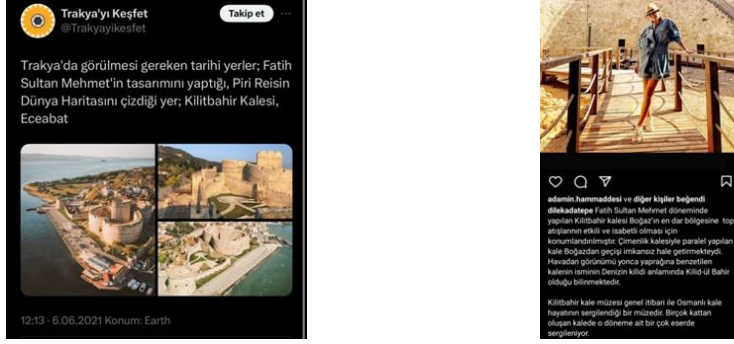 Trakya'yı Keşfet
@Trakyayikesfet
Takip et
Trakya'da görülmesi gereken tarihi yerler; Fatih
Sultan Mehmet'in tasarımını yaptığı, Piri Reisin
Dünya Haritasını çizdiği yer; Kilitbahir Kalesi,
Eceabat
12:13 · 6.06.2021 Konum: Earth
adamin.hammaddesi ve diğer kişiler beğendi
dilekadatepe Fatih Sultan Mehmet döneminde
yapılan Kilitbahir kalesi Boğaz'ın en dar bölgesine top
atışlarının etkili ve isabetli olması için
konumlandırılmıştır. Çimenlik kalesiyle paralel yapılan
kale Boğazdan geçişi imkansız hale getirmekteydi.
Havadan görünümü yonca yaprağına benzetilen
kalenin isminin Denizin kilidi anlamında Kilid-ül Bahir
olduğu bilinmektedir.
Kilitbahir kale müzesi genel itibari ile Osmanlı kale
hayatının sergilendiği bir müzedir. Birçok kattan
oluşan kalede o döneme ait bir çok eserde
sergileniyor.